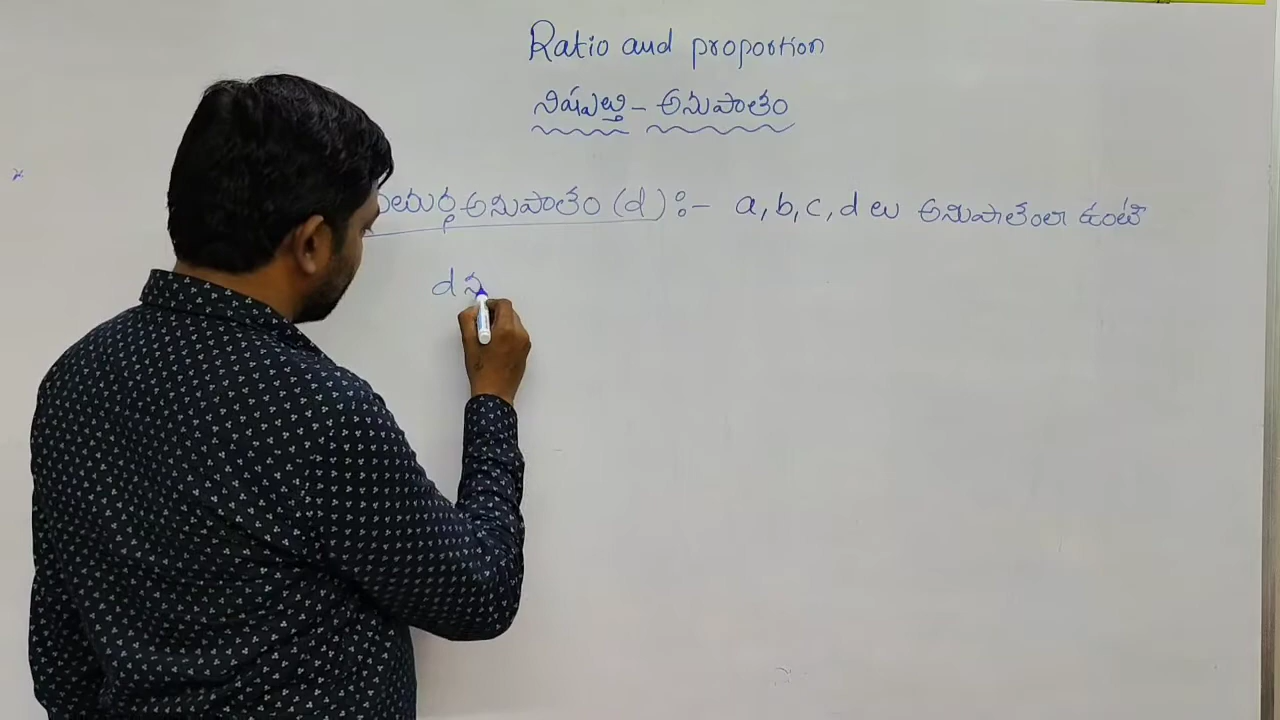 Ratio and proportion
నిష్పత్తి - అనుపాతం
అనుపాతం (d) :- a, b, c, d లు అనుపాతంలో ఉంటే
d ను